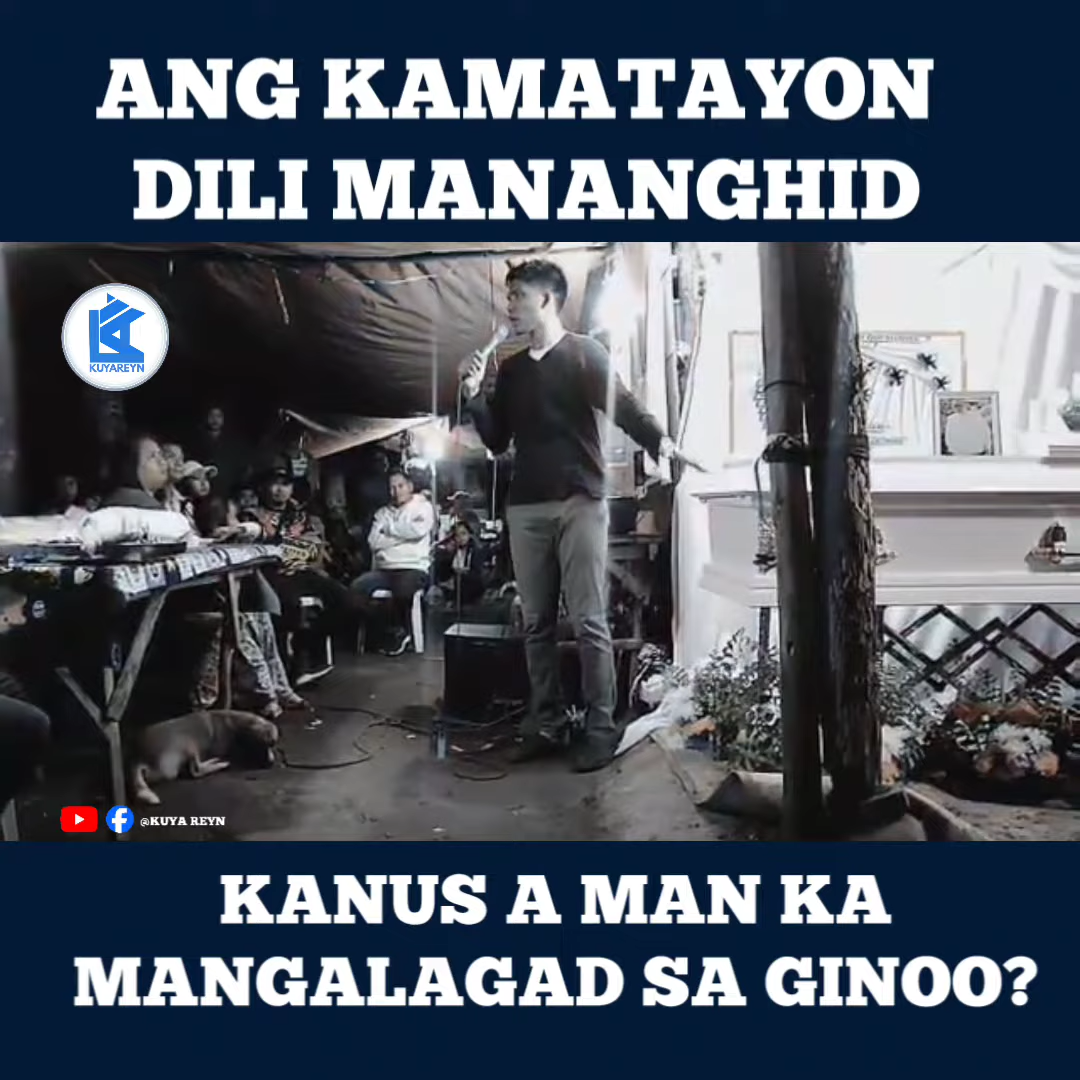 ANG KAMATAYON
DILI MANANGHID
KUYAREYN
@KUYA REYN
KANUS A MAN KA
MANGALAGAD SA GINOO?